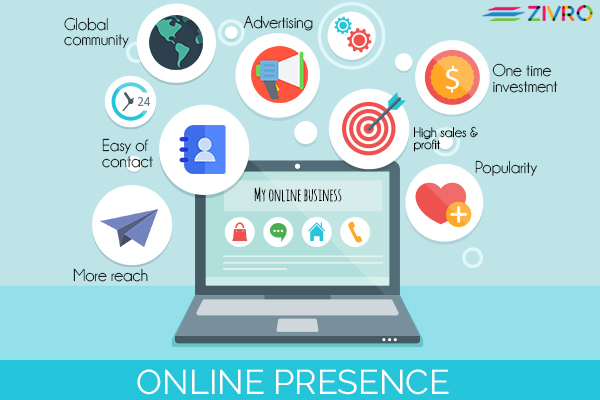 Global
community
Advertising
ZIVRO
One time
investment
24
High sales &
profit
Easy of
contact
Popularity
My online business
More reach
ONLINE PRESENCE